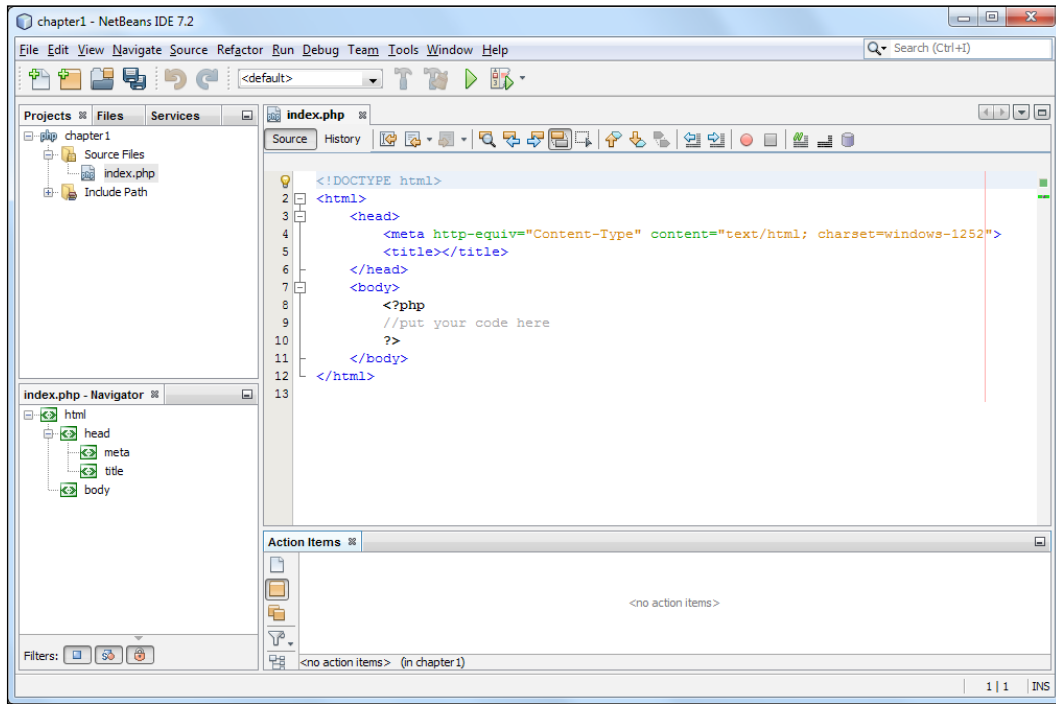 chapter1 - NetBeans IDE 7.2
File Edit View Navigate Source Refactor Run Debug Team Tools Window Help
Search (Ctrl+I)
<default>
Projects Files Services
php chapter1
Source Files
index.php
Include Path
index.php
Source History
<!DOCTYPE html>
2 <html>
3 <head>
4 <meta http-equiv="Content-Type" content="text/html; charset=windows-1252">
5 <title></title>
6 </head>
7 <body>
8 <?php
9 //put your code here
10 ?>
11 </body>
12 </html>
13
index.php - Navigator
html
head
meta
title
body
Filters:
Action Items
<no action items>
<no action items> (in chapter1)
1 | 1 INS